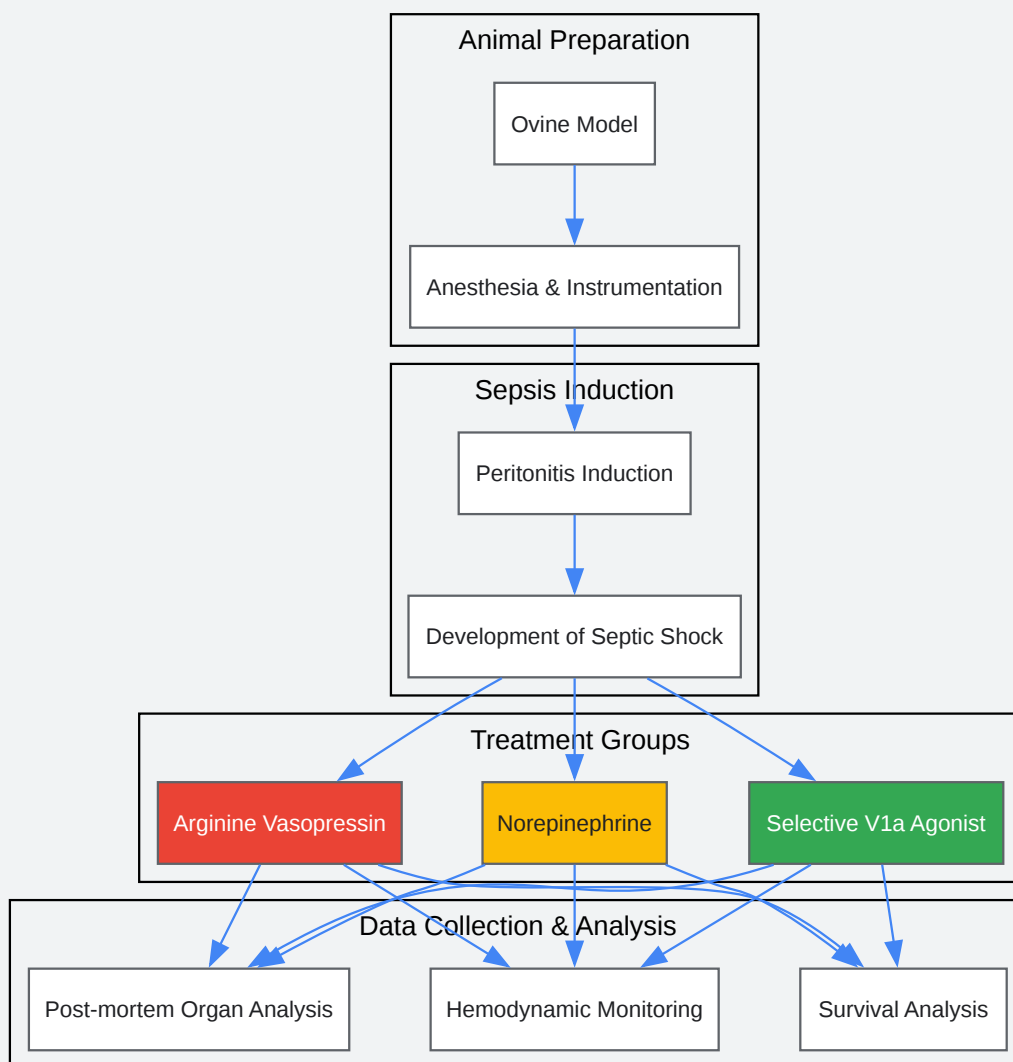 Animal Preparation
Ovine Model
Anesthesia & Instrumentation
Sepsis Induction
Peritonitis Induction
Development of Septic Shock
Treatment Groups
Arginine Vasopressin
Norepinephrine
Selective V1a Agonist
Data Collection & Analysis
Post-mortem Organ Analysis
Hemodynamic Monitoring
Survival Analysis